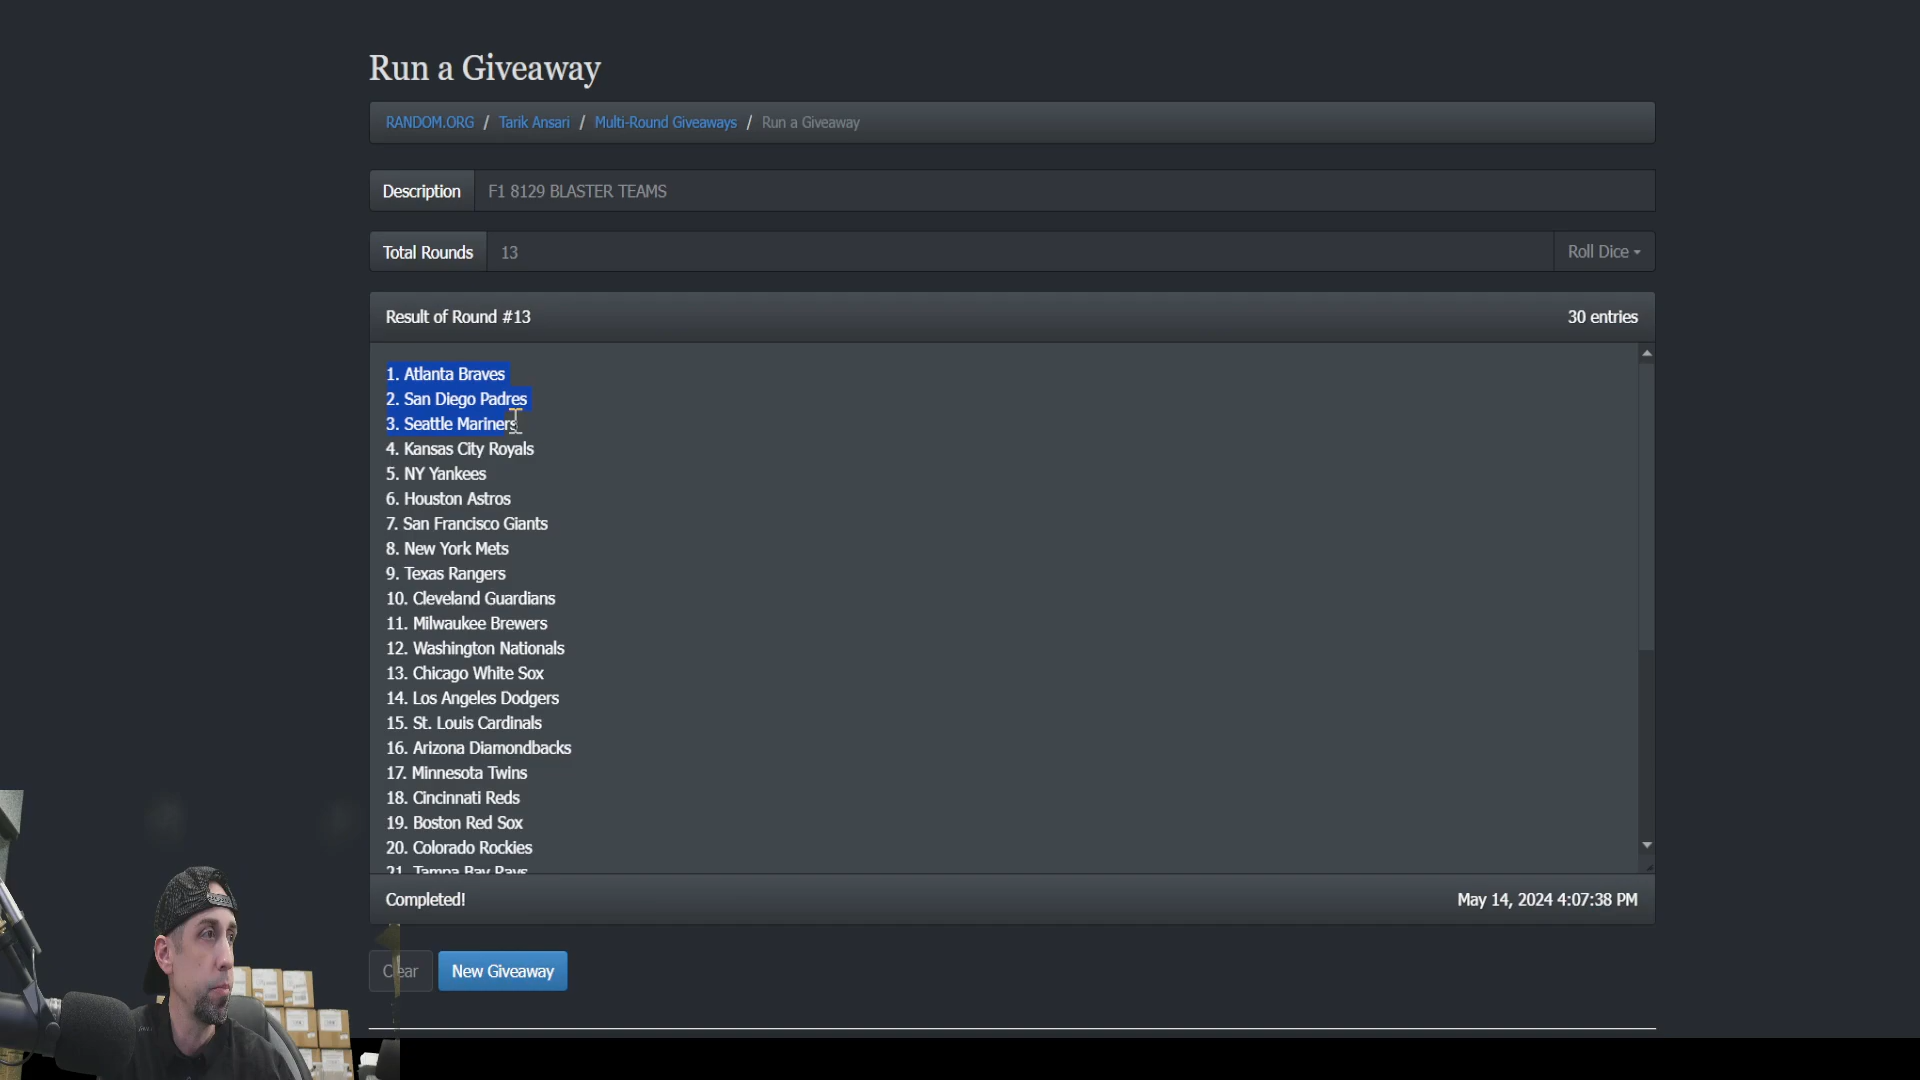 Run a Giveaway
RANDOM.ORG / Tarik Ansari / Multi-Round Giveaways / Run a Giveaway
Description F1 8129 BLASTER TEAMS
Total Rounds 13 Roll Dice
Result of Round #13 30 entries
1. Atlanta Braves
2. San Diego Padres
3. Seattle Mariners
4. Kansas City Royals
5. NY Yankees
6. Houston Astros
7. San Francisco Giants
8. New York Mets
9. Texas Rangers
10. Cleveland Guardians
11. Milwaukee Brewers
12. Washington Nationals
13. Chicago White Sox
14. Los Angeles Dodgers
15. St. Louis Cardinals
16. Arizona Diamondbacks
17. Minnesota Twins
18. Cincinnati Reds
19. Boston Red Sox
20. Colorado Rockies
21. Tampa Bay Rays
Completed! May 14, 2024 4:07:38 PM
Clear New Giveaway